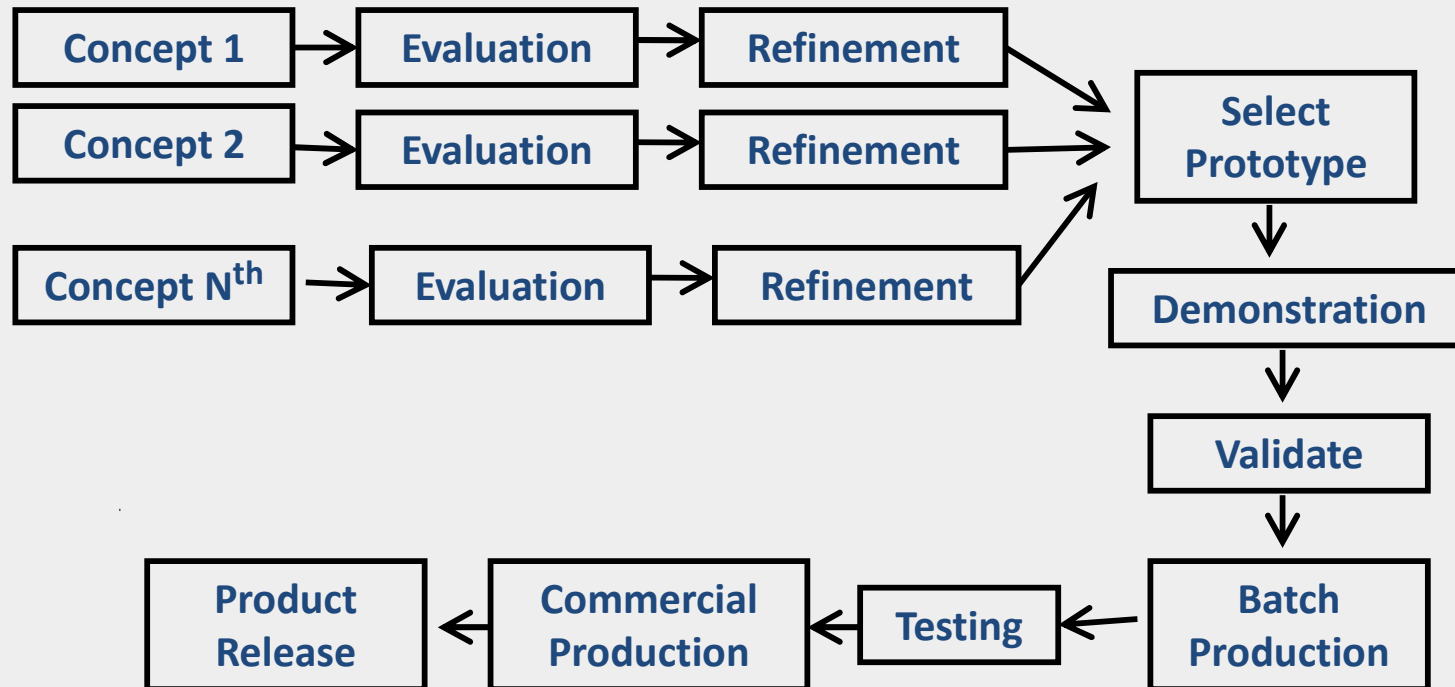 Concept 1
Evaluation
Refinement
Concept 2
Evaluation
Refinement
Select
Prototype
Concept Nth
Evaluation
Refinement
Demonstration
Validate
Product
Release
Commercial
Production
Testing
Batch
Production